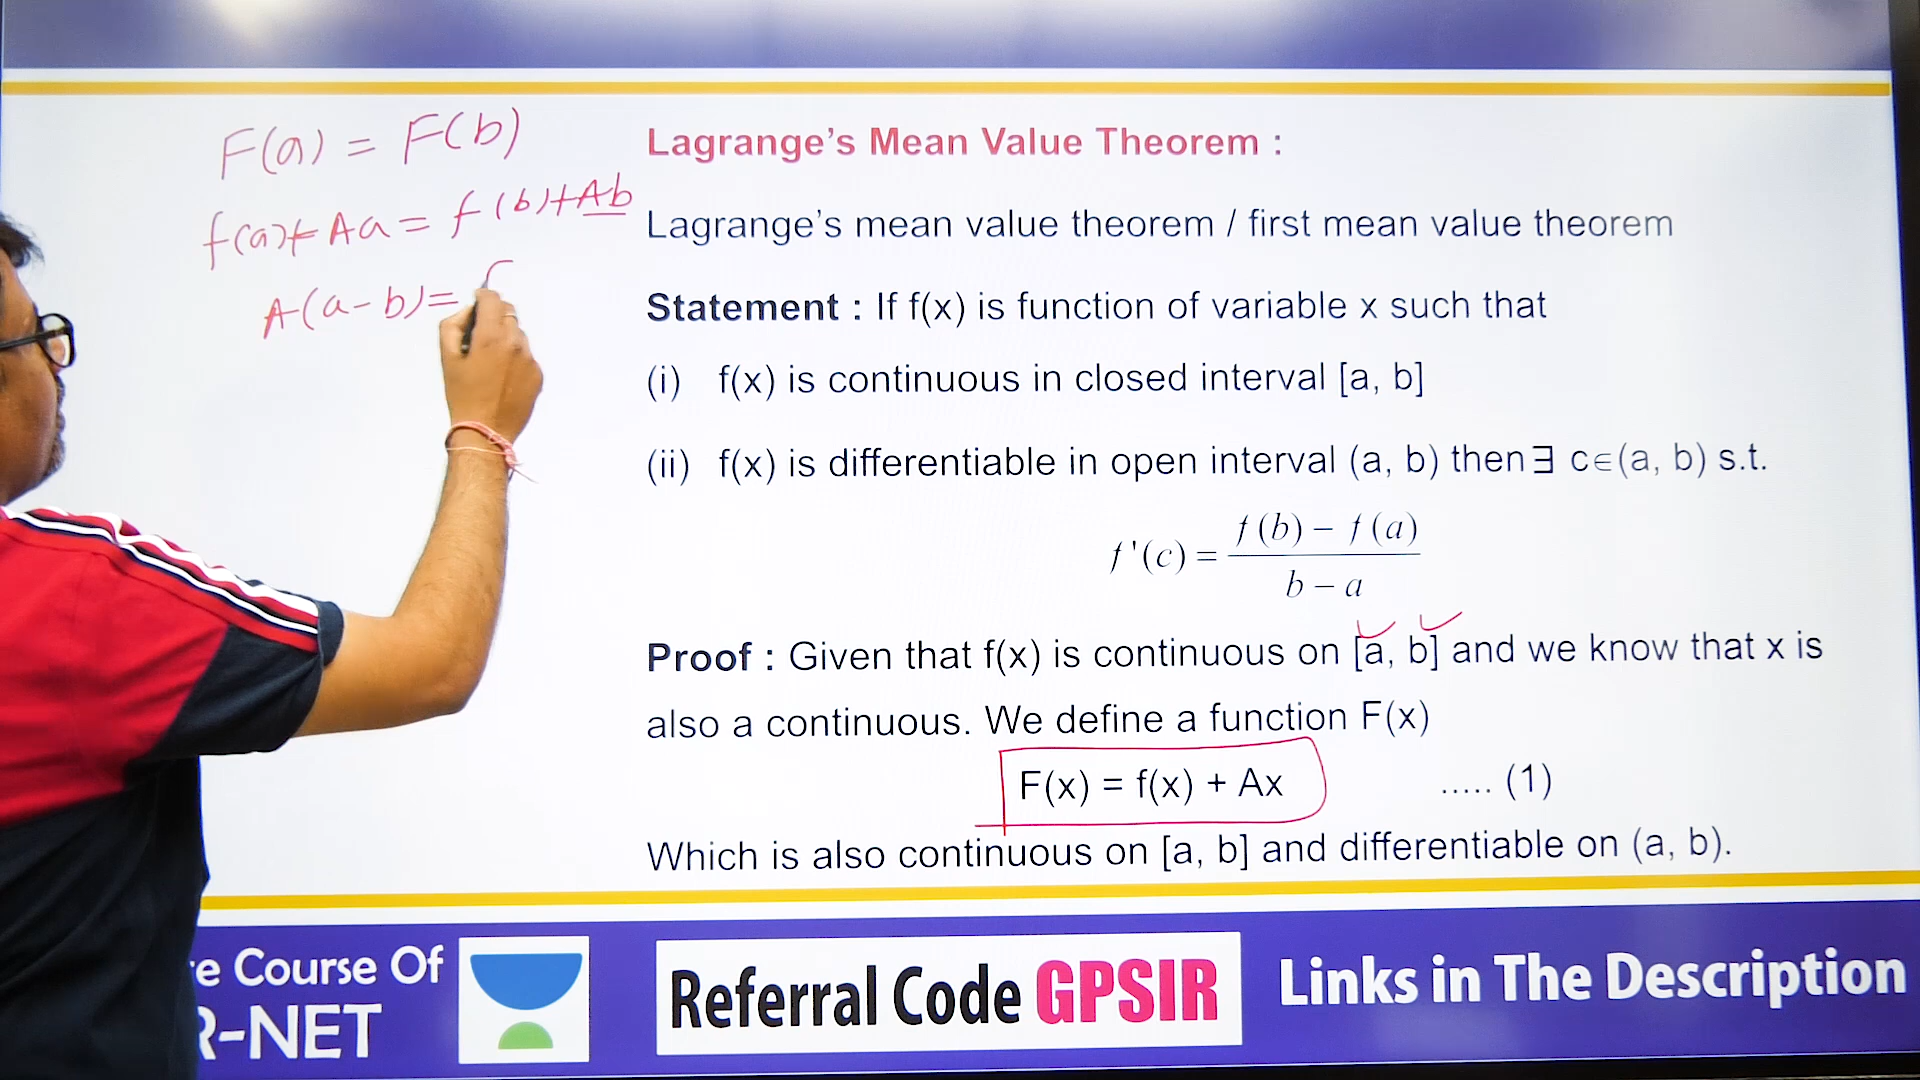 F(a) = F(b)
f(a)+Aa = f(b)+Ab
A(a-b)=
Lagrange’s Mean Value Theorem :
Lagrange’s mean value theorem / first mean value theorem
Statement : If f(x) is function of variable x such that
(i) f(x) is continuous in closed interval [a, b]
(ii) f(x) is differentiable in open interval (a, b) then ∃ c∈(a, b) s.t.
f'(c) = f(b) – f(a) / b – a
Proof : Given that f(x) is continuous on [a, b] and we know that x is
also a continuous. We define a function F(x)
F(x) = f(x) + Ax ..... (1)
Which is also continuous on [a, b] and differentiable on (a, b).
e Course Of
R-NET
Referral Code GPSIR
Links in The Description